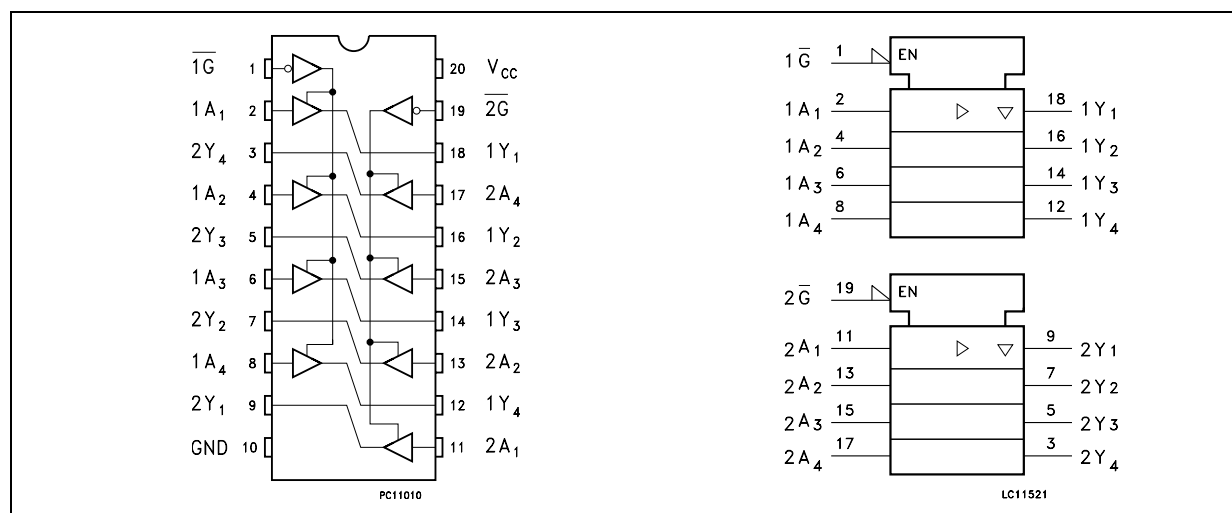 1G̅ 1 20 VCC
1A1 2 19 2G̅
2Y4 3 18 1Y1
1A2 4 17 2A4
2Y3 5 16 1Y2
1A3 6 15 2A3
2Y2 7 14 1Y3
1A4 8 13 2A2
2Y1 9 12 1Y4
GND 10 11 2A1
PC11010
1G̅ 1 EN
1A1 2 18 1Y1
1A2 4 16 1Y2
1A3 6 14 1Y3
1A4 8 12 1Y4
2G̅ 19 EN
2A1 11 9 2Y1
2A2 13 7 2Y2
2A3 15 5 2Y3
2A4 17 3 2Y4
LC11521